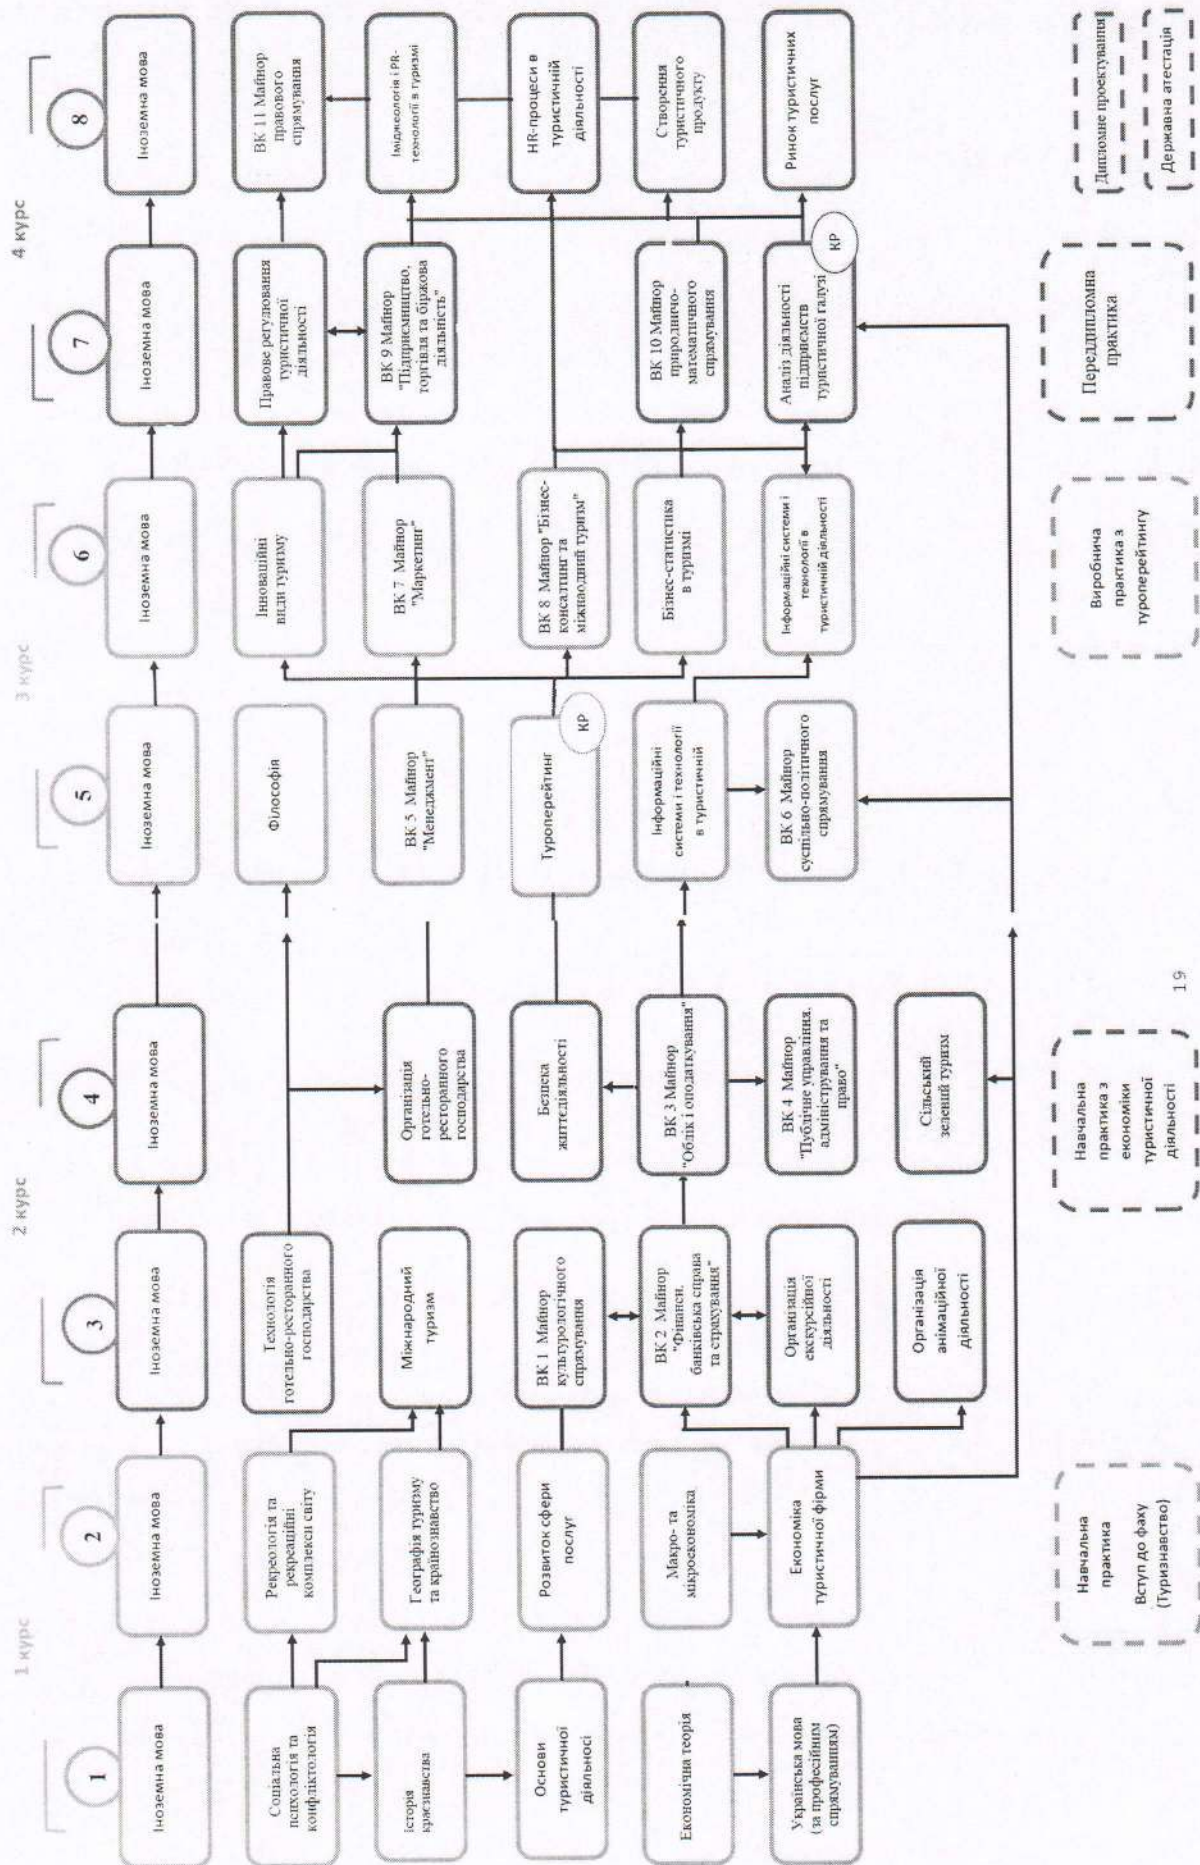 1 курс
2 курс
3 курс
4 курс
1
2
3
4
5
6
7
8
Іноземна мова
Іноземна мова
Іноземна мова
Іноземна мова
Іноземна мова
Іноземна мова
Іноземна мова
Іноземна мова
Соціальна
психологія та
конфліктологія
Рекреологія та
рекреаційні
комплекси світу
Технологія
готельно-ресторанного
господарства
Філософія
Інноваційні
види туризму
Правове регулювання
туристичної
діяльності
ВК 11 Майнор
правового
спрямування
Історія
краєзнавства
Географія туризму
та країнознавство
Міжнародний
туризм
Організація
готельно-
ресторанного
господарства
ВК 5 Майнор
"Менеджмент"
ВК 7 Майнор
"Маркетинг"
ВК 9 Майнор
"Підприємництво,
торгівля та біржова
діяльність"
Іміджеологія і PR-
технології в туризмі
Основи
туристичної
діяльносі
Розвиток сфери
послуг
ВК 1 Майнор
культурологічного
спрямування
Безпека
життєдіяльності
Туроперейтинг
КР
ВК 8 Майнор "Бізнес-
консалтинг та
міжнаодний туризм"
HR-процеси в
туристичній
діяльності
Економічна теорія
Макро- та
мікроекономіка
ВК 2 Майнор
"Фінанси,
банківська справа
та страхування"
ВК 3 Майнор
"Облік і оподаткування"
Інформаційні
системи і технології
в туристичній
Бізнес-статистика
в туризмі
ВК 10 Майнор
природничо-
математичного
спрямування
Створення
туристичного
продукту
Українська мова
(за професійним
спрямуванням)
Економіка
туристичної фірми
Організація
екскурсійної
діяльності
ВК 4 Майнор
"Публічне управління,
адміністрування та
право"
ВК 6 Майнор
суспільно-політичного
спрямування
Інформаційні системи і
технології в
туристичній діяльності
Аналіз діяльності
підприємств
туристичної галузі
КР
Ринок туристичних
послуг
Організація
анімаційної
діяльності
Сільський
зелений туризм
Навчальна
практика
Вступ до фаху
(Туризнавство)
Навчальна
практика з
економіки
туристичної
діяльності
Виробнича
практика з
туроперейтингу
Переддипломна
практика
Дипломне проектування
Державна атестація
19